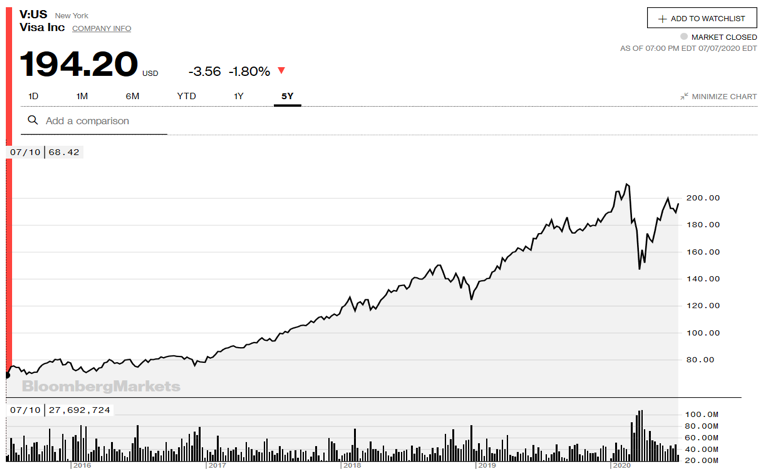 V:US New York
Visa Inc COMPANY INFO
+ ADD TO WATCHLIST
MARKET CLOSED
AS OF 07:00 PM EDT 07/07/2020 EDT
194.20 USD -3.56 -1.80% ▼
1D 1M 6M YTD 1Y 5Y
MINIMIZE CHART
Add a comparison
07/10 68.42
200.00
180.00
160.00
140.00
120.00
100.00
80.00
BloombergMarkets
07/10 27,692,724
100.0M
80.00M
60.00M
40.00M
20.00M
2016 2017 2018 2019 2020